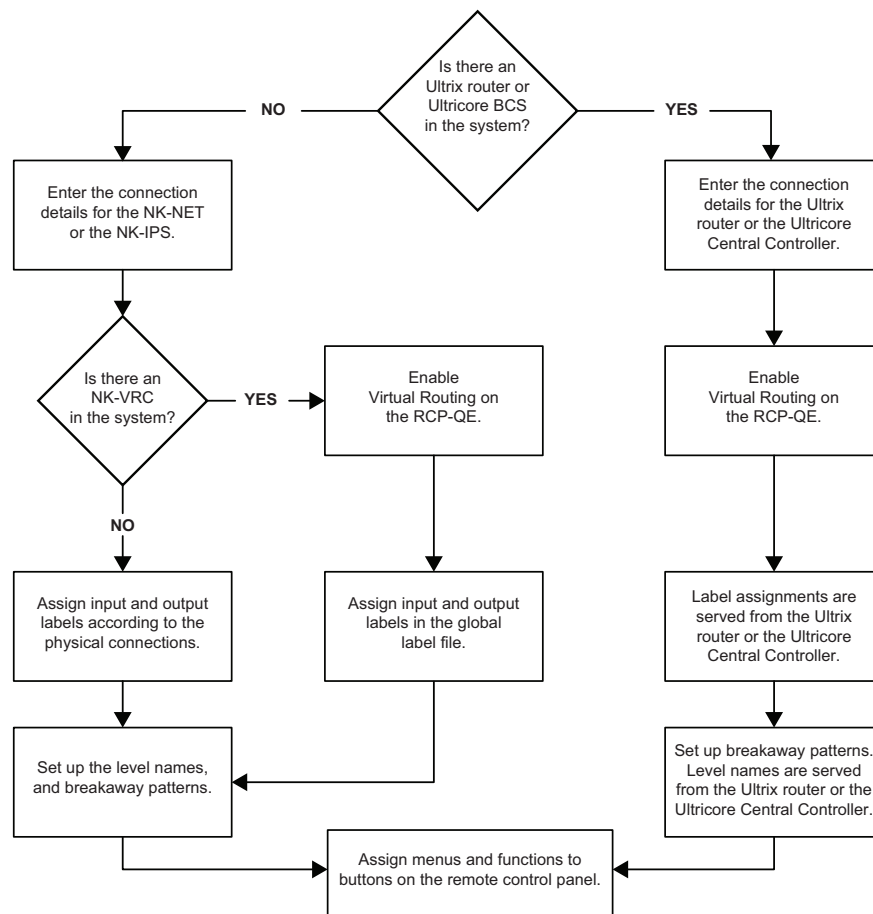 Is there an
Ultrix router or
Ultricore BCS
in the system?
NO
YES
Enter the connection
details for the NK-NET
or the NK-IPS.
Enter the connection
details for the Ultrix
router or the Ultricore
Central Controller.
Is there an
NK-VRC
in the system?
YES
Enable
Virtual Routing on
the RCP-QE.
Enable
Virtual Routing on
the RCP-QE.
NO
Assign input and output
labels according to the
physical connections.
Assign input and output
labels in the global
label file.
Label assignments are
served from the Ultrix
router or the Ultricore
Central Controller.
Set up the level names,
and breakaway patterns.
Set up breakaway patterns.
Level names are served
from the Ultrix router or the
Ultricore Central Controller.
Assign menus and functions to
buttons on the remote control panel.